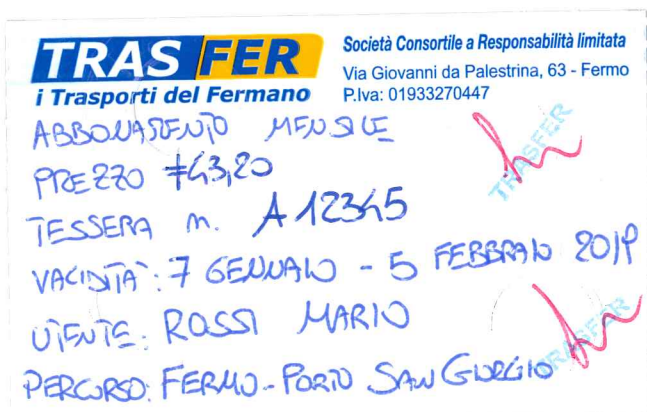 TRASFER
i Trasporti del Fermano
Società Consortile a Responsabilità limitata
Via Giovanni da Palestrina, 63 - Fermo
P.Iva: 01933270447
ABBONAMENTO MENSILE
PREZZO ≠43,20
TESSERA n. A 12345
TRASFER
VALIDITÀ: 7 GENNAIO - 5 FEBBRAIO 2019
UTENTE: ROSSI MARIO
PERCORSO: FERMO - PORTO SAN GIORGIO
TRASFER